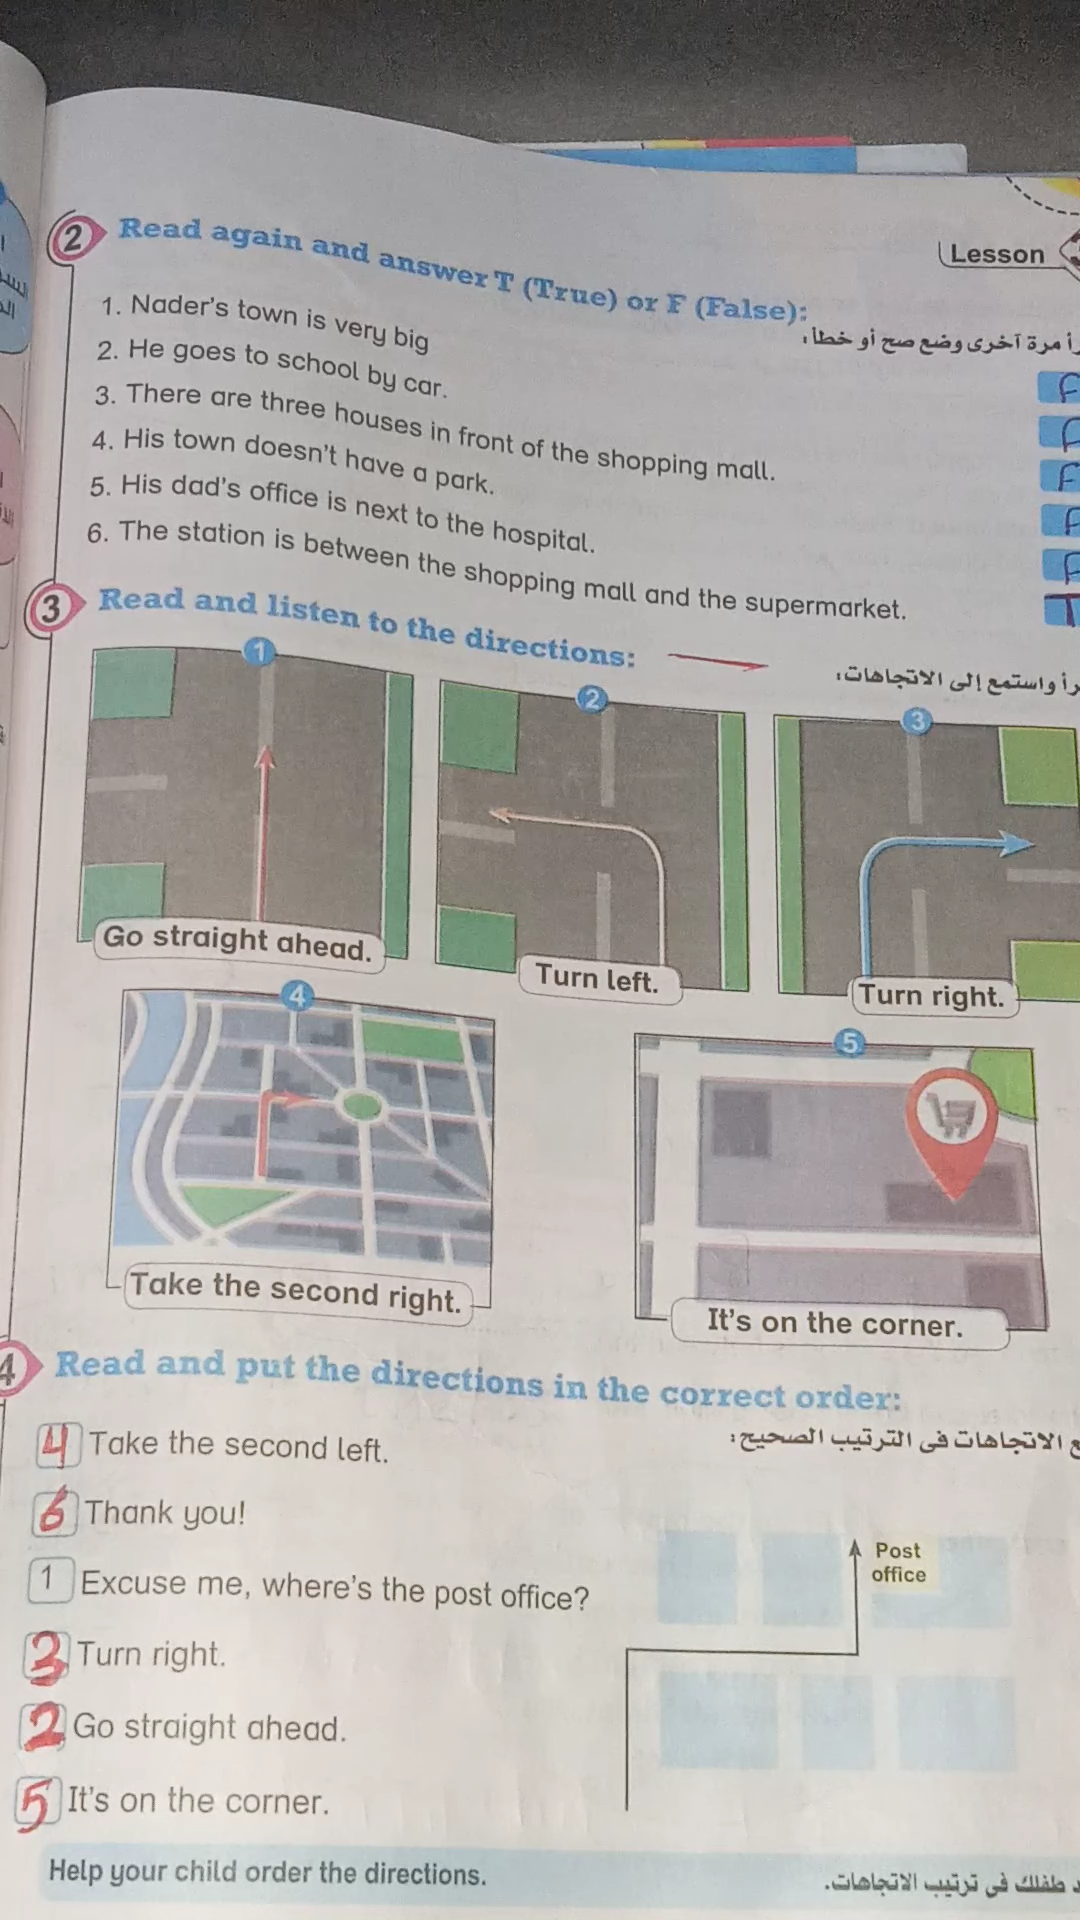 Lesson
2 Read again and answer T (True) or F (False):
مرة آخرى وضع صح أو خطأ:
1. Nader's town is very big
F
2. He goes to school by car.
F
3. There are three houses in front of the shopping mall.
F
4. His town doesn't have a park.
F
5. His dad's office is next to the hospital.
F
6. The station is between the shopping mall and the supermarket.
T
3 Read and listen to the directions:
واستمع إلى الاتجاهات:
1
Go straight ahead.
2
Turn left.
3
Turn right.
4
Take the second right.
5
It's on the corner.
4 Read and put the directions in the correct order:
الاتجاهات فى الترتيب الصحيح:
4 Take the second left.
6 Thank you!
1 Excuse me, where's the post office?
3 Turn right.
2 Go straight ahead.
5 It's on the corner.
Post
office
Help your child order the directions.
طفلك فى ترتيب الاتجاهات.